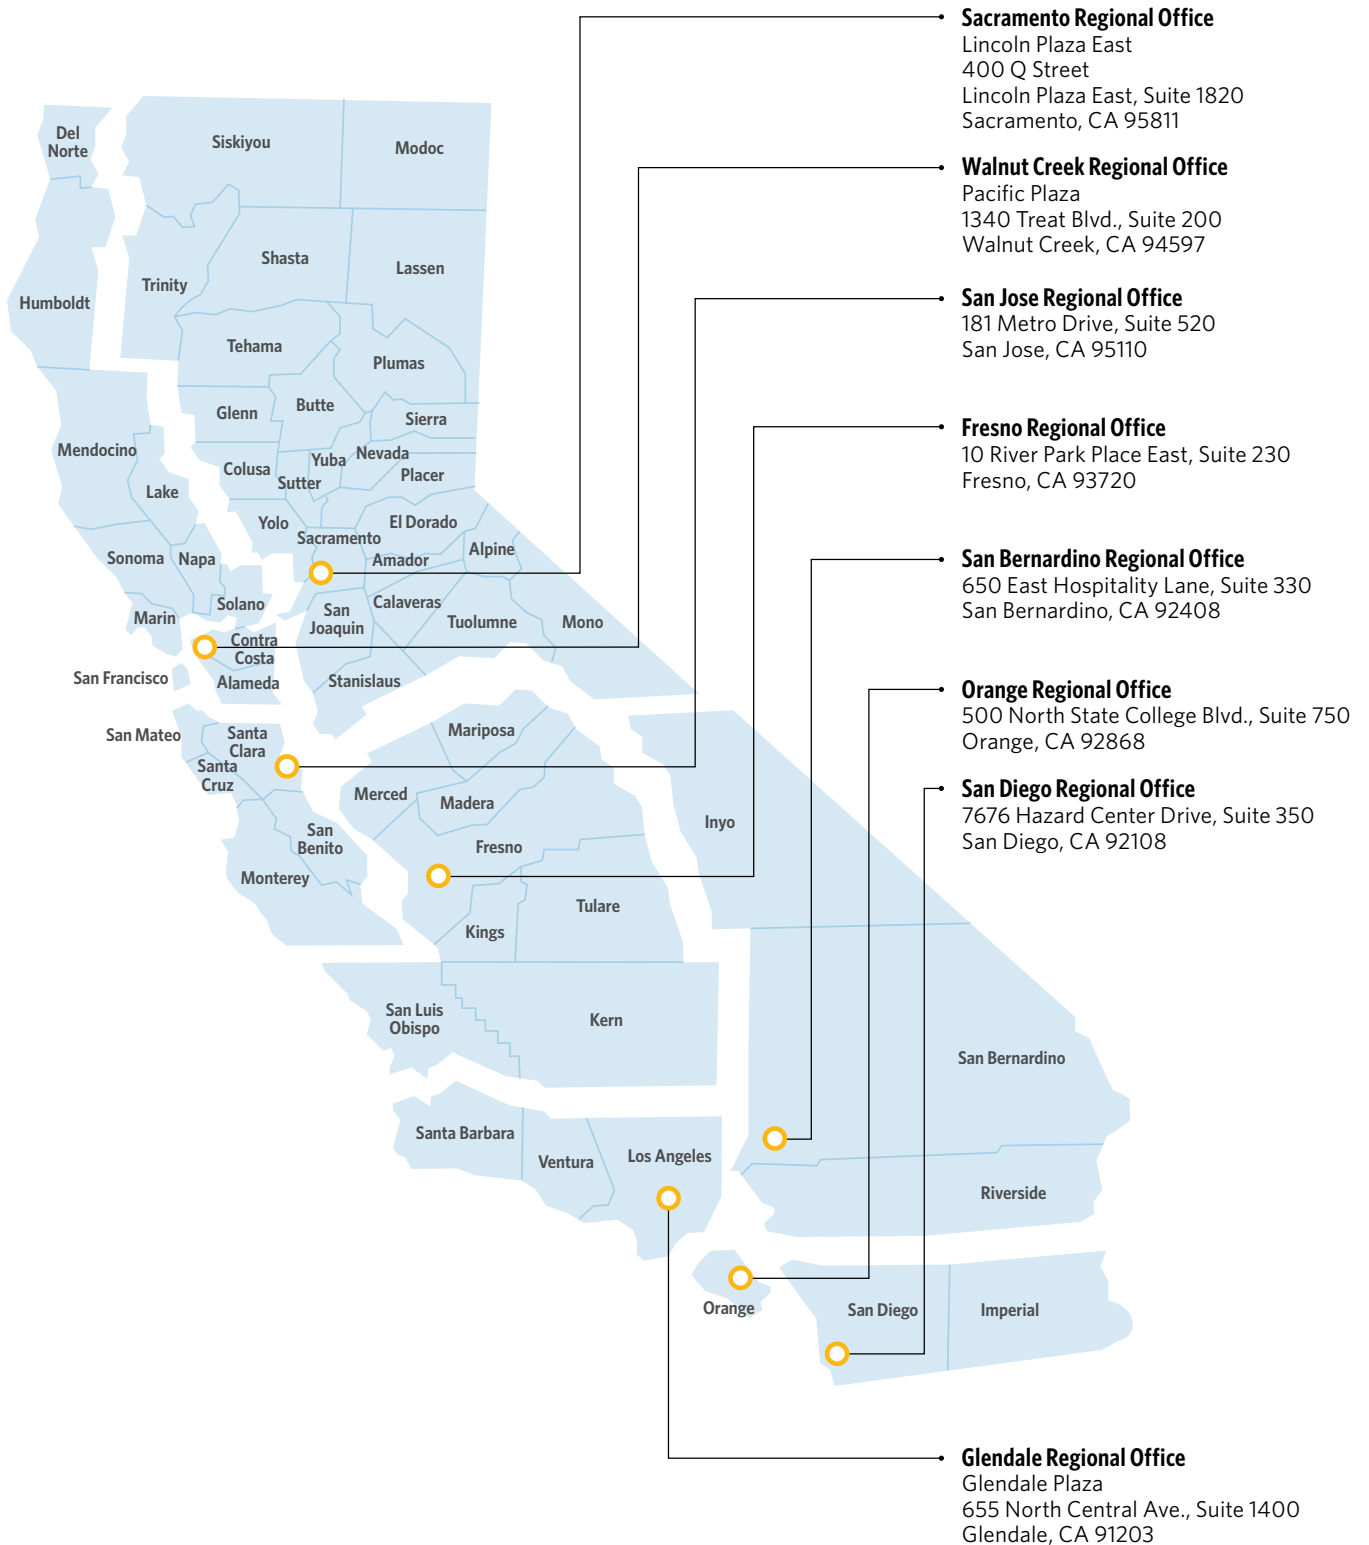 Sacramento Regional Office
Lincoln Plaza East
400 Q Street
Lincoln Plaza East, Suite 1820
Sacramento, CA 95811
Walnut Creek Regional Office
Pacific Plaza
1340 Treat Blvd., Suite 200
Walnut Creek, CA 94597
San Jose Regional Office
181 Metro Drive, Suite 520
San Jose, CA 95110
Fresno Regional Office
10 River Park Place East, Suite 230
Fresno, CA 93720
San Bernardino Regional Office
650 East Hospitality Lane, Suite 330
San Bernardino, CA 92408
Orange Regional Office
500 North State College Blvd., Suite 750
Orange, CA 92868
San Diego Regional Office
7676 Hazard Center Drive, Suite 350
San Diego, CA 92108
Glendale Regional Office
Glendale Plaza
655 North Central Ave., Suite 1400
Glendale, CA 91203
Del
Norte
Siskiyou
Modoc
Humboldt
Trinity
Shasta
Lassen
Tehama
Plumas
Glenn
Butte
Sierra
Mendocino
Colusa
Yuba
Nevada
Sutter
Placer
Lake
Yolo
El Dorado
Sacramento
Sonoma
Napa
Amador
Alpine
Solano
Marin
San
Joaquin
Calaveras
Tuolumne
Mono
Contra
Costa
San Francisco
Alameda
Stanislaus
San Mateo
Santa
Clara
Santa
Cruz
Mariposa
Merced
Madera
Inyo
San
Benito
Fresno
Monterey
Tulare
Kings
San Luis
Obispo
Kern
San Bernardino
Santa Barbara
Ventura
Los Angeles
Riverside
Orange
San Diego
Imperial